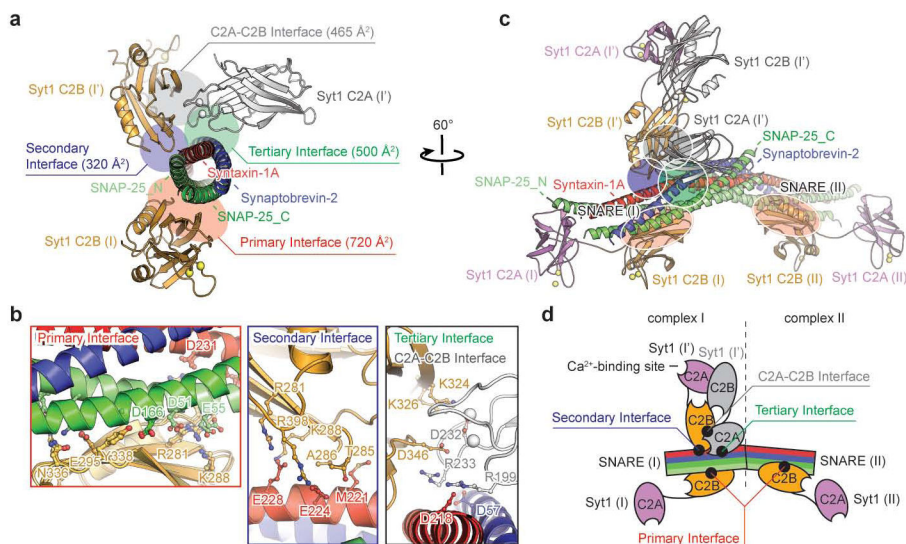 a
C2A-C2B Interface (465 Å²)
Syt1 C2B (I')
Syt1 C2A (I')
Secondary
Interface (320 Å²)
Tertiary Interface (500 Å²)
Syntaxin-1A
SNAP-25_N
Synaptobrevin-2
SNAP-25_C
Syt1 C2B (I)
Primary Interface (720 Å²)
60°
c
Syt1 C2A (I')
Syt1 C2B (I')
Syt1 C2B (I')
Syt1 C2A (I')
SNAP-25_C
Synaptobrevin-2
SNAP-25_N
Syntaxin-1A
SNARE (II)
SNARE (I)
Syt1 C2A (I)
Syt1 C2B (I)
Syt1 C2B (II)
Syt1 C2A (II)
b
Primary Interface
D231
D166
D51
E55
N336
E295
Y338
R281
K288
Secondary Interface
R281
R398
K288
A286
T285
E228
E224
M221
Tertiary Interface
C2A-C2B Interface
K324
K326
D232
D346
R233
R199
D218
D57
d
complex I
complex II
Syt1 (I')
Syt1 (I')
Ca²⁺-binding site
C2A
C2B
C2A-C2B Interface
Secondary Interface
C2B
Tertiary Interface
C2A
SNARE (I)
SNARE (II)
C2B
C2B
Syt1 (I)
C2A
C2A
Syt1 (II)
Primary Interface